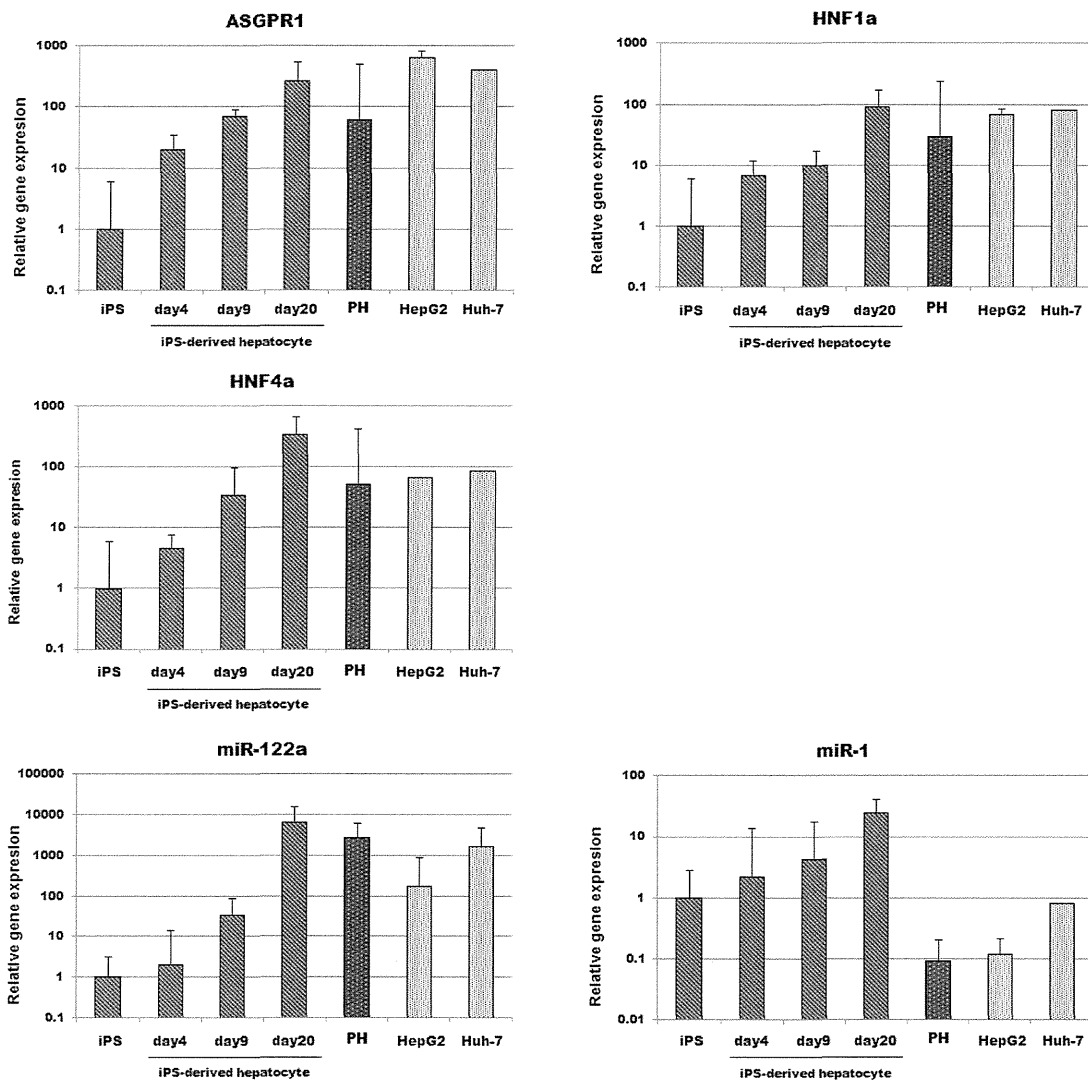 ASGPR1
Relative gene expression
1000
100
10
1
0.1
iPS day4 day9 day20 PH HepG2 Huh-7
iPS-derived hepatocyte
HNF1a
Relative gene expresion
1000
100
10
1
0.1
iPS day4 day9 day20 PH HepG2 Huh-7
iPS-derived hepatocyte
HNF4a
Relative gene expresion
1000
100
10
1
0.1
iPS day4 day9 day20 PH HepG2 Huh-7
iPS-derived hepatocyte
miR-122a
Relative gene expresion
100000
10000
1000
100
10
1
0.1
iPS day4 day9 day20 PH HepG2 Huh-7
iPS-derived hepatocyte
miR-1
Relative gene expresion
100
10
1
0.1
0.01
iPS day4 day9 day20 PH HepG2 Huh-7
iPS-derived hepatocyte